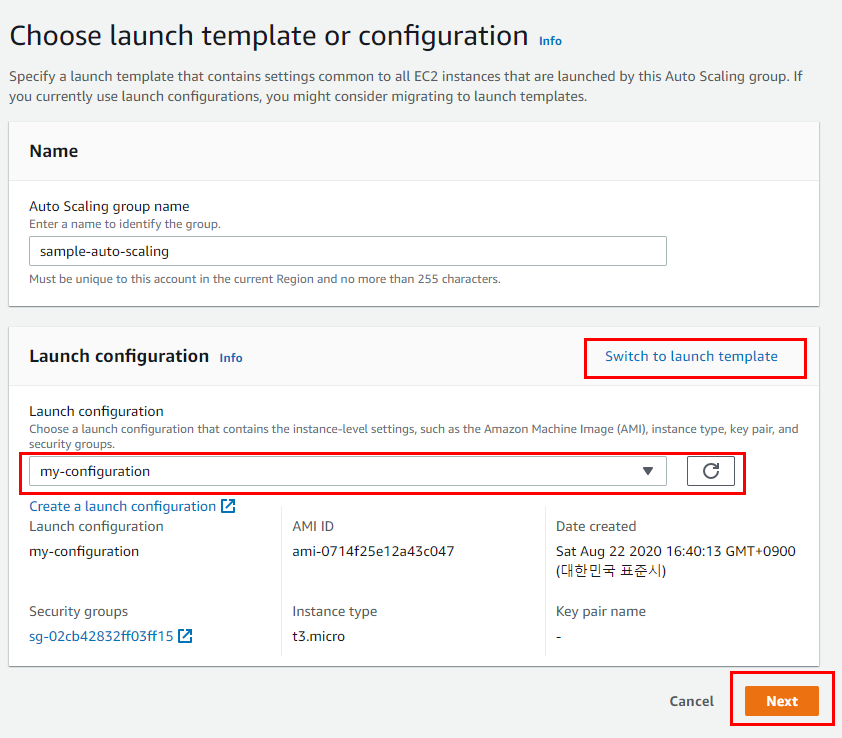 Choose launch template or configuration Info
Specify a launch template that contains settings common to all EC2 instances that are launched by this Auto Scaling group. If
you currently use launch configurations, you might consider migrating to launch templates.
Name
Auto Scaling group name
Enter a name to identify the group.
sample-auto-scaling
Must be unique to this account in the current Region and no more than 255 characters.
Launch configuration Info
Switch to launch template
Launch configuration
Choose a launch configuration that contains the instance-level settings, such as the Amazon Machine Image (AMI), instance type, key pair, and
security groups.
my-configuration
Create a launch configuration
Launch configuration
my-configuration
AMI ID
ami-0714f25e12a43c047
Date created
Sat Aug 22 2020 16:40:13 GMT+0900
(대한민국 표준시)
Security groups
sg-02cb42832ff03ff15
Instance type
t3.micro
Key pair name
-
Cancel
Next